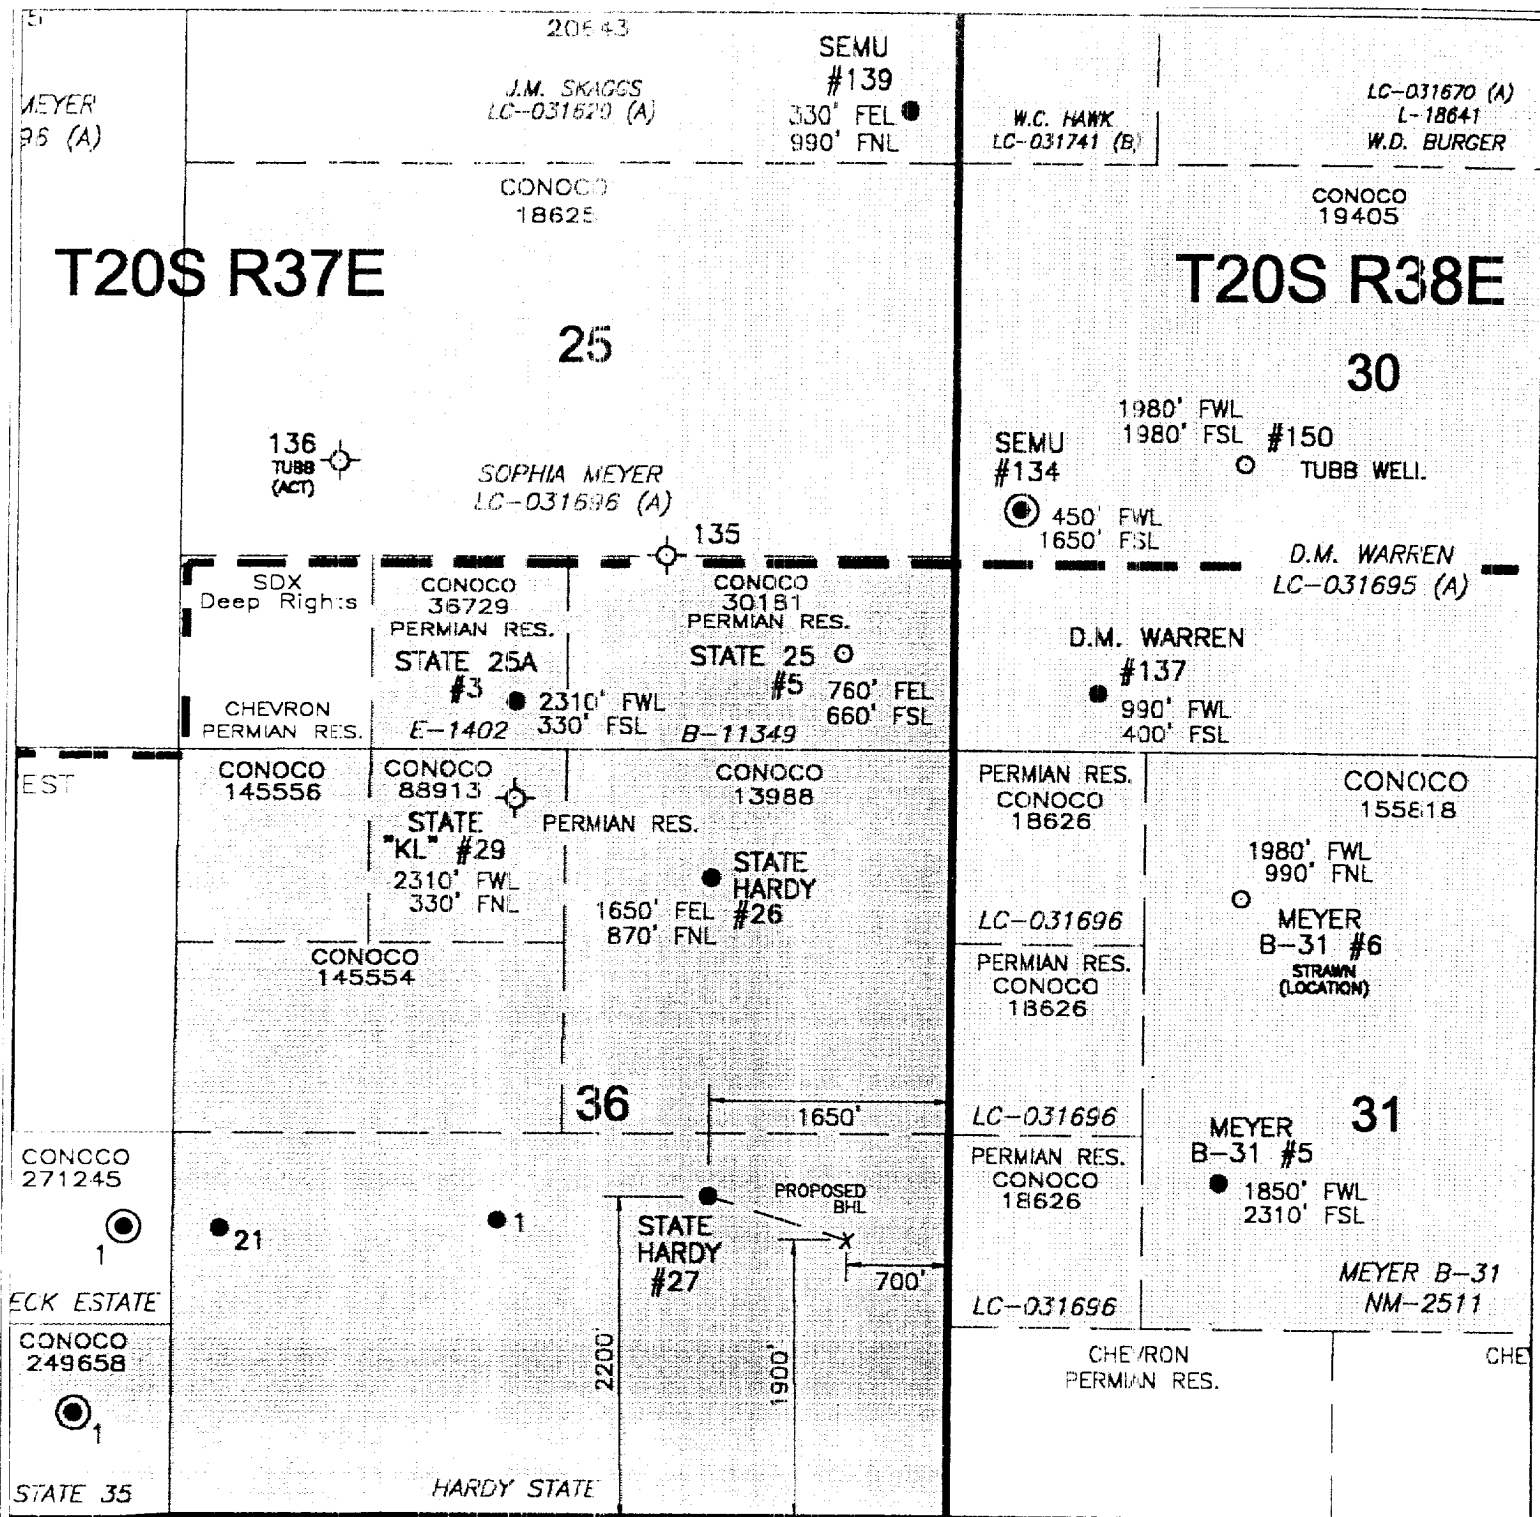 20643
J.M. SKAGGS
LC-031620 (A)
SEMU
#139
330' FEL
990' FNL
MEYER
96 (A)
W.C. HAWK
LC-031741 (B)
LC-031670 (A)
L-18641
W.D. BURGER
CONOCO
18625
CONOCO
19405
T20S R37E
T20S R38E
25
30
136
TUBB
(ACT)
SOPHIA MEYER
LC-031696 (A)
135
SEMU
#134
450' FWL
1650' FSL
1980' FWL
1980' FSL
#150
TUBB WELL
D.M. WARREN
LC-031695 (A)
SDX
Deep Rights
CHEVRON
PERMIAN RES.
CONOCO
36729
PERMIAN RES.
STATE 25A
#3
2310' FWL
330' FSL
E-1402
CONOCO
30181
PERMIAN RES.
STATE 25
#5
760' FEL
660' FSL
B-11349
D.M. WARREN
#137
990' FWL
400' FSL
EST
CONOCO
145556
CONOCO
88913
STATE
"KL" #29
2310' FWL
330' FNL
PERMIAN RES.
CONOCO
13988
STATE
HARDY
#26
1650' FEL
870' FNL
PERMIAN RES.
CONOCO
18626
LC-031696
CONOCO
155818
1980' FWL
990' FNL
MEYER
B-31 #6
STRAWN
(LOCATION)
CONOCO
145554
PERMIAN RES.
CONOCO
18626
LC-031696
36
1650'
31
CONOCO
271245
1
ECK ESTATE
21
1
STATE
HARDY
#27
PROPOSED
BHL
X
700'
2200'
1900'
PERMIAN RES.
CONOCO
18626
LC-031696
MEYER
B-31 #5
1850' FWL
2310' FSL
MEYER B-31
NM-2511
CONOCO
249658
1
STATE 35
HARDY STATE
CHEVRON
PERMIAN RES.
CHE